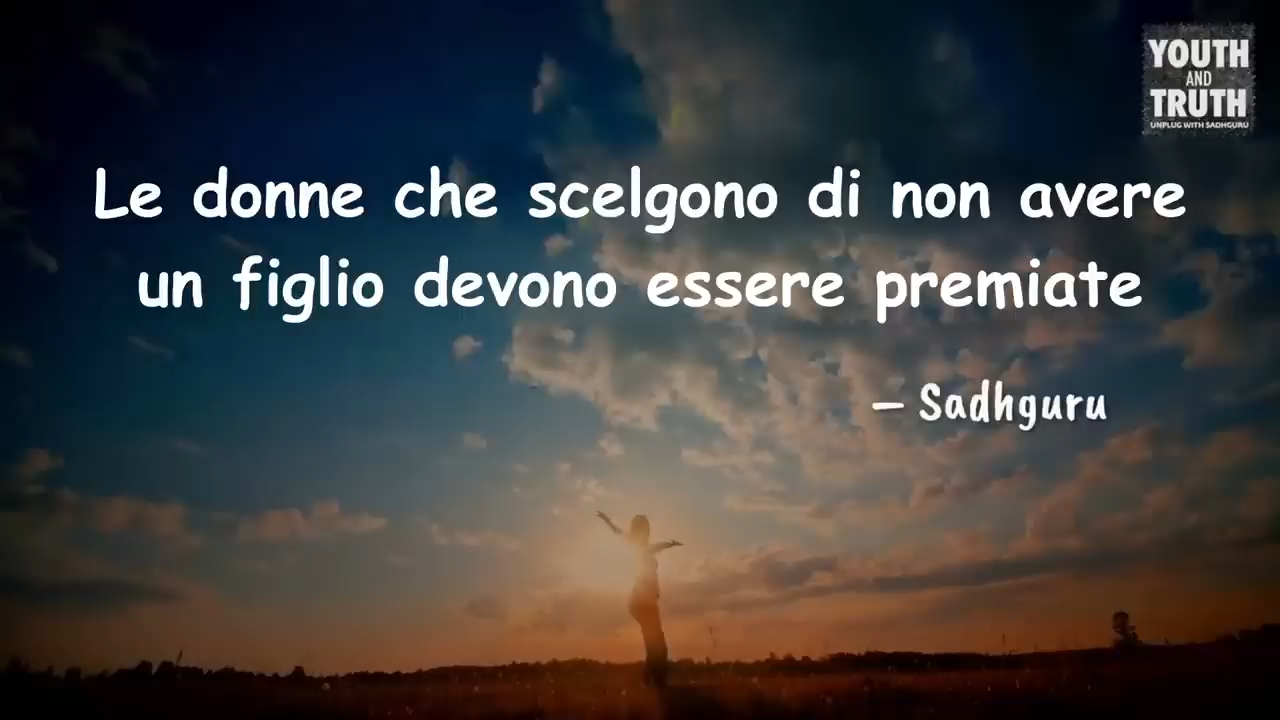 YOUTH
AND
TRUTH
UNPLUG WITH SADHGURU
Le donne che scelgono di non avere
un figlio devono essere premiate
– Sadhguru